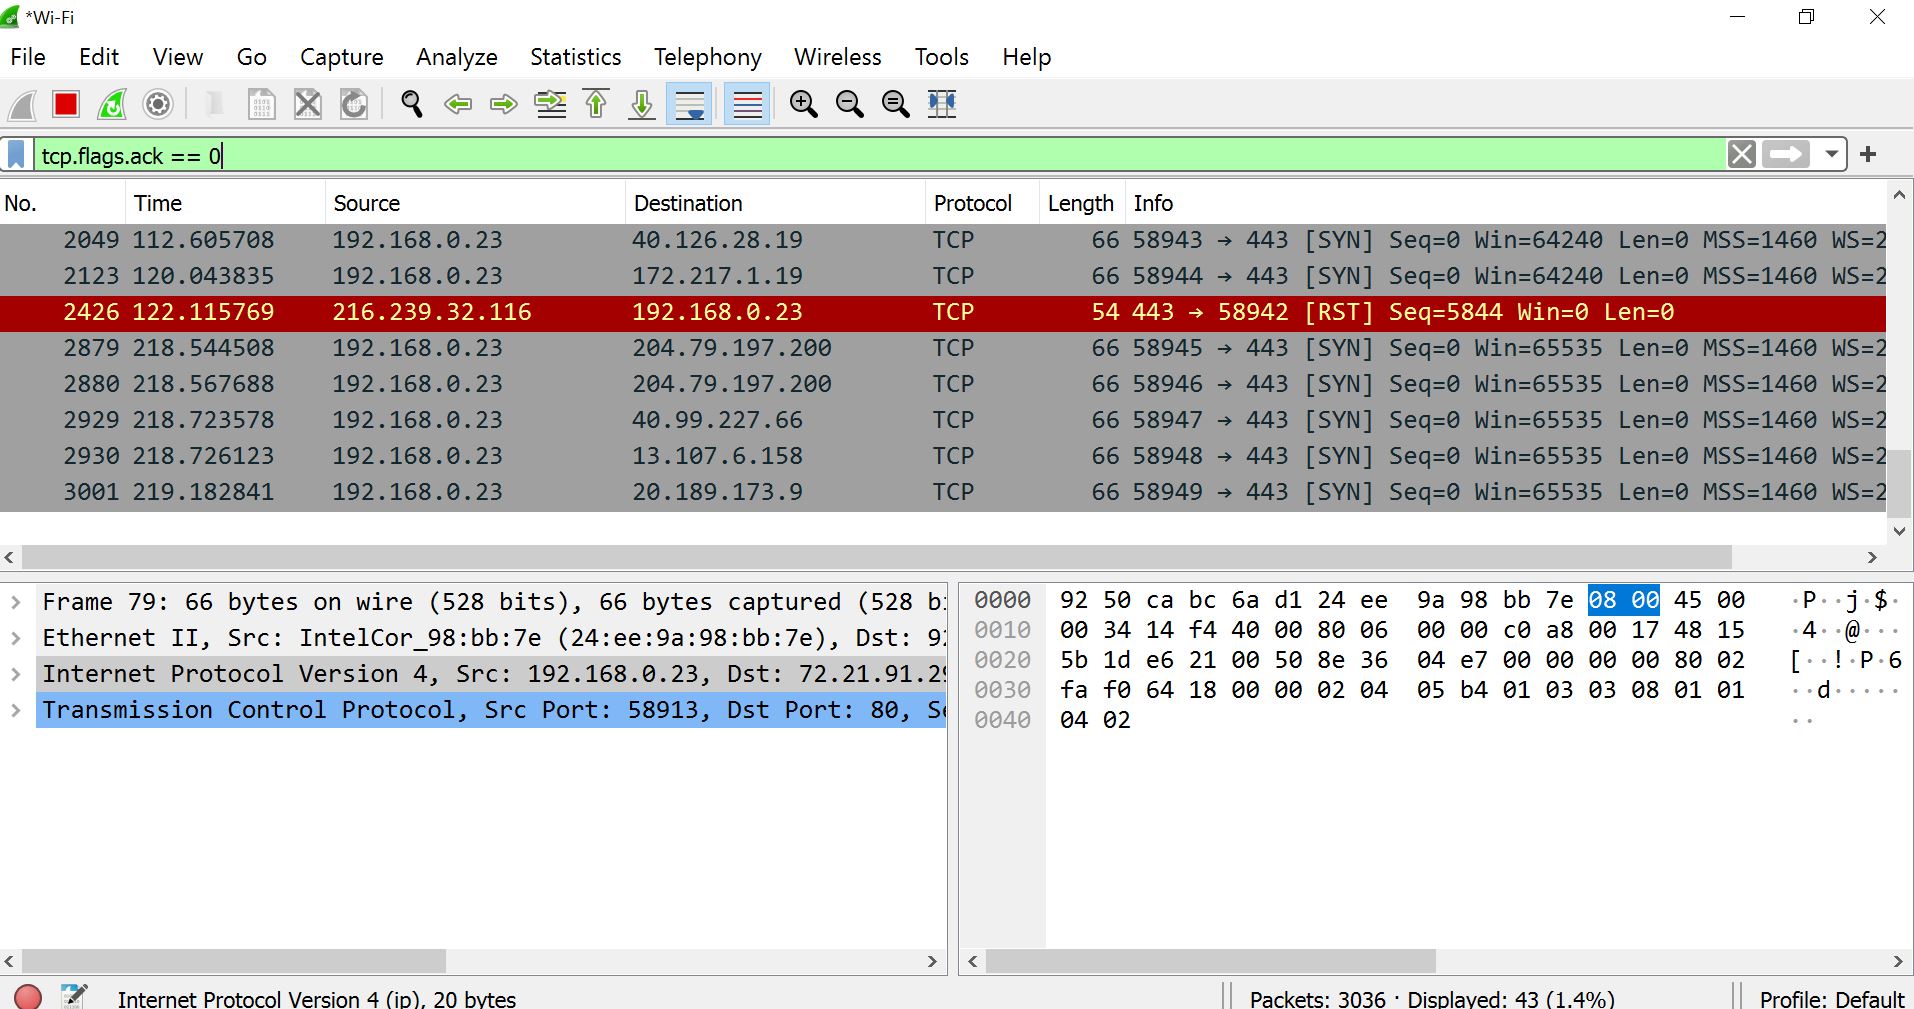 *Wi-Fi
File Edit View Go Capture Analyze Statistics Telephony Wireless Tools Help
tcp.flags.ack == 0
No. Time Source Destination Protocol Length Info
2049 112.605708 192.168.0.23 40.126.28.19 TCP 66 58943 → 443 [SYN] Seq=0 Win=64240 Len=0 MSS=1460 WS=2
2123 120.043835 192.168.0.23 172.217.1.19 TCP 66 58944 → 443 [SYN] Seq=0 Win=64240 Len=0 MSS=1460 WS=2
2426 122.115769 216.239.32.116 192.168.0.23 TCP 54 443 → 58942 [RST] Seq=5844 Win=0 Len=0
2879 218.544508 192.168.0.23 204.79.197.200 TCP 66 58945 → 443 [SYN] Seq=0 Win=65535 Len=0 MSS=1460 WS=2
2880 218.567688 192.168.0.23 204.79.197.200 TCP 66 58946 → 443 [SYN] Seq=0 Win=65535 Len=0 MSS=1460 WS=2
2929 218.723578 192.168.0.23 40.99.227.66 TCP 66 58947 → 443 [SYN] Seq=0 Win=65535 Len=0 MSS=1460 WS=2
2930 218.726123 192.168.0.23 13.107.6.158 TCP 66 58948 → 443 [SYN] Seq=0 Win=65535 Len=0 MSS=1460 WS=2
3001 219.182841 192.168.0.23 20.189.173.9 TCP 66 58949 → 443 [SYN] Seq=0 Win=65535 Len=0 MSS=1460 WS=2
Frame 79: 66 bytes on wire (528 bits), 66 bytes captured (528 b
Ethernet II, Src: IntelCor_98:bb:7e (24:ee:9a:98:bb:7e), Dst: 92
Internet Protocol Version 4, Src: 192.168.0.23, Dst: 72.21.91.29
Transmission Control Protocol, Src Port: 58913, Dst Port: 80, Se
0000 92 50 ca bc 6a d1 24 ee 9a 98 bb 7e 08 00 45 00 ·P··j·$·
0010 00 34 14 f4 40 00 80 06 00 00 c0 a8 00 17 48 15 ·4··@···
0020 5b 1d e6 21 00 50 8e 36 04 e7 00 00 00 00 80 02 [··!·P·6
0030 fa f0 64 18 00 00 02 04 05 b4 01 03 03 08 01 01 ··d·····
0040 04 02 ··
Internet Protocol Version 4 (ip), 20 bytes
Packets: 3036 · Displayed: 43 (1.4%)
Profile: Default